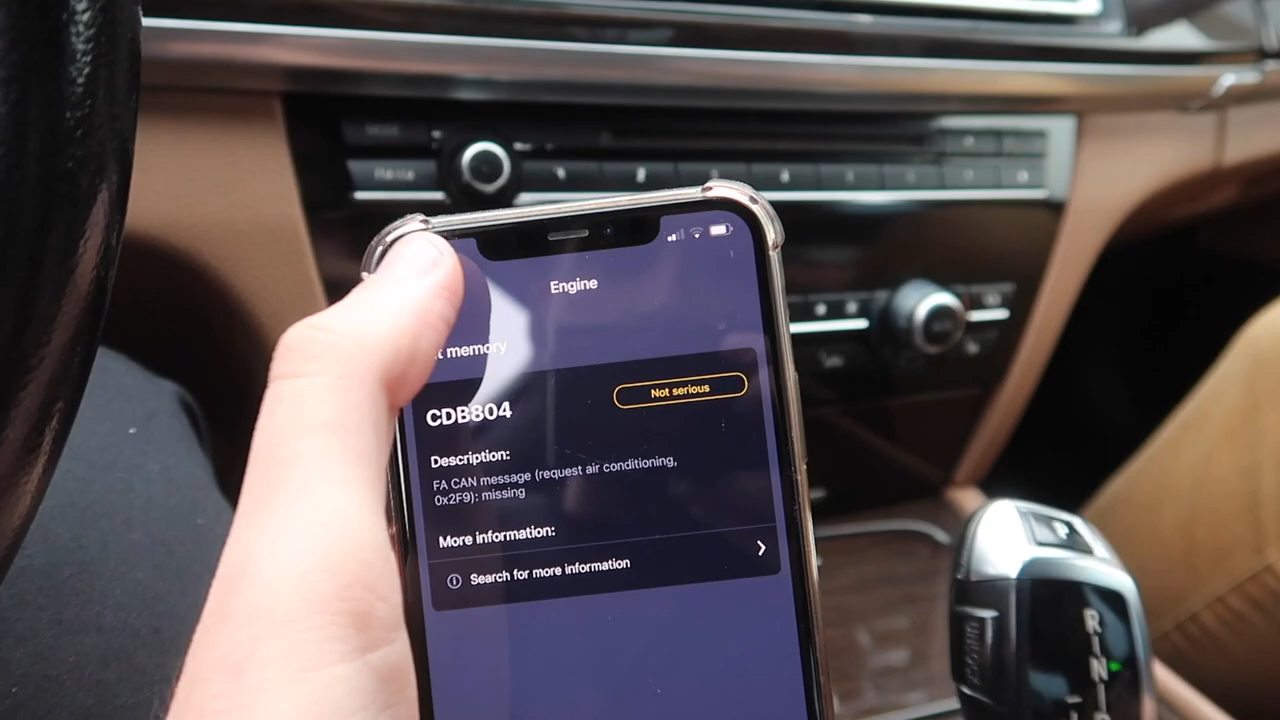 Engine
t memory
CDB804
Not serious
Description:
FA CAN message (request air conditioning,
0x2F9): missing
More information:
Search for more information
P
UNLOCK
R
N